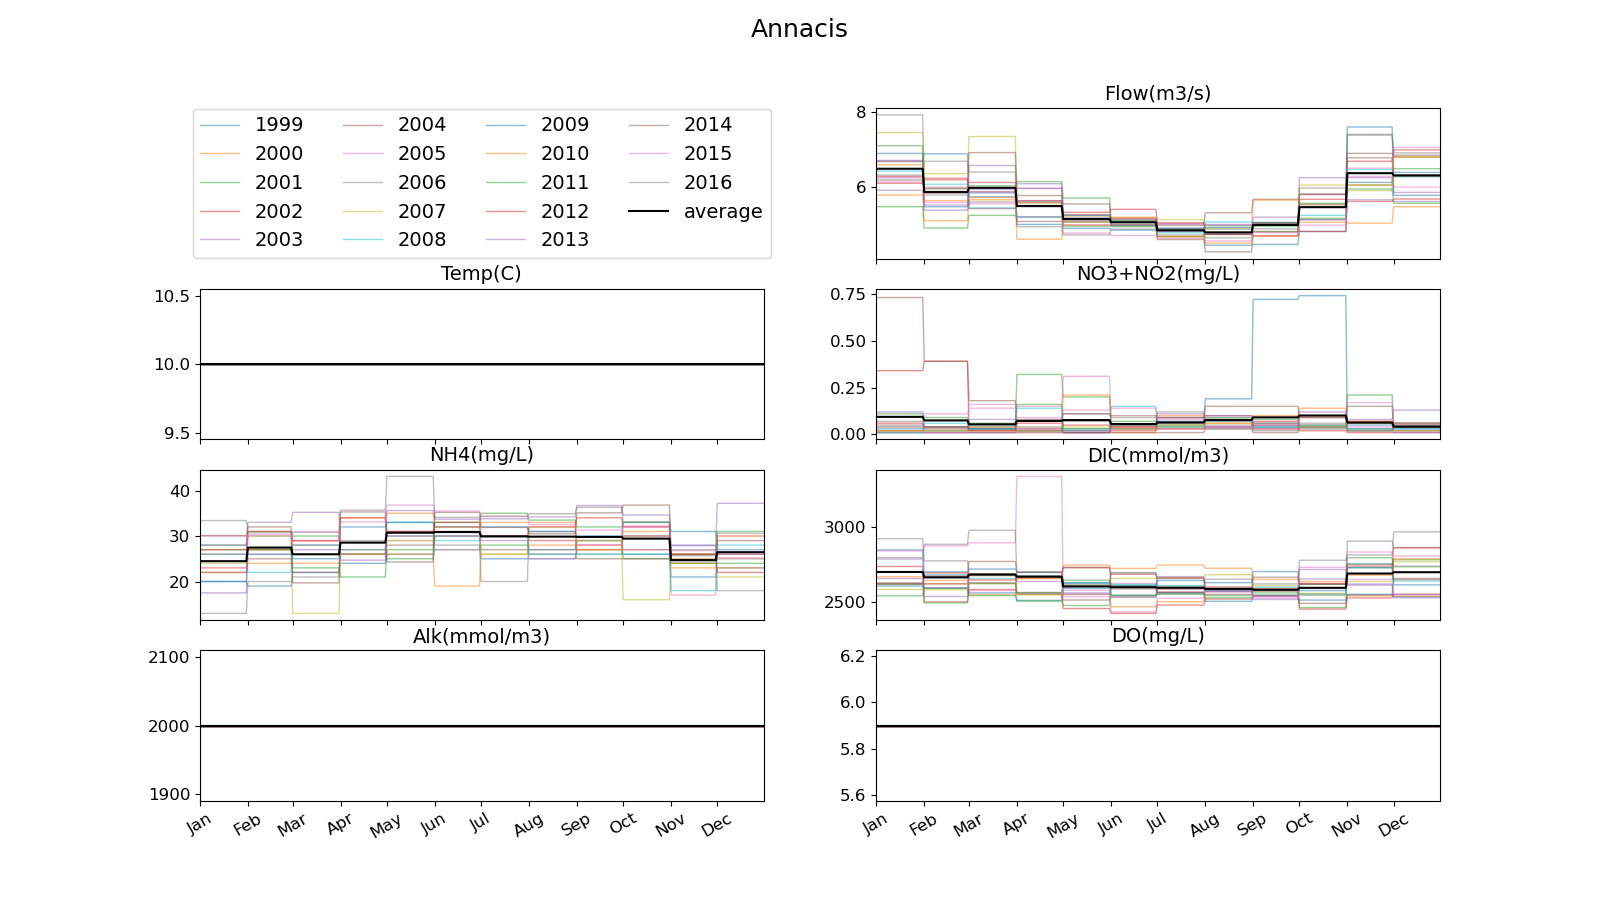 Annacis
1999 2004 2009 2014
2000 2005 2010 2015
2001 2006 2011 2016
2002 2007 2012 average
2003 2008 2013
Flow(m3/s)
8
6
Temp(C)
10.5
10.0
9.5
NO3+NO2(mg/L)
0.75
0.50
0.25
0.00
NH4(mg/L)
40
30
20
DIC(mmol/m3)
3000
2500
Alk(mmol/m3)
2100
2000
1900
Jan Feb Mar Apr May Jun Jul Aug Sep Oct Nov Dec
DO(mg/L)
6.2
6.0
5.8
5.6
Jan Feb Mar Apr May Jun Jul Aug Sep Oct Nov Dec